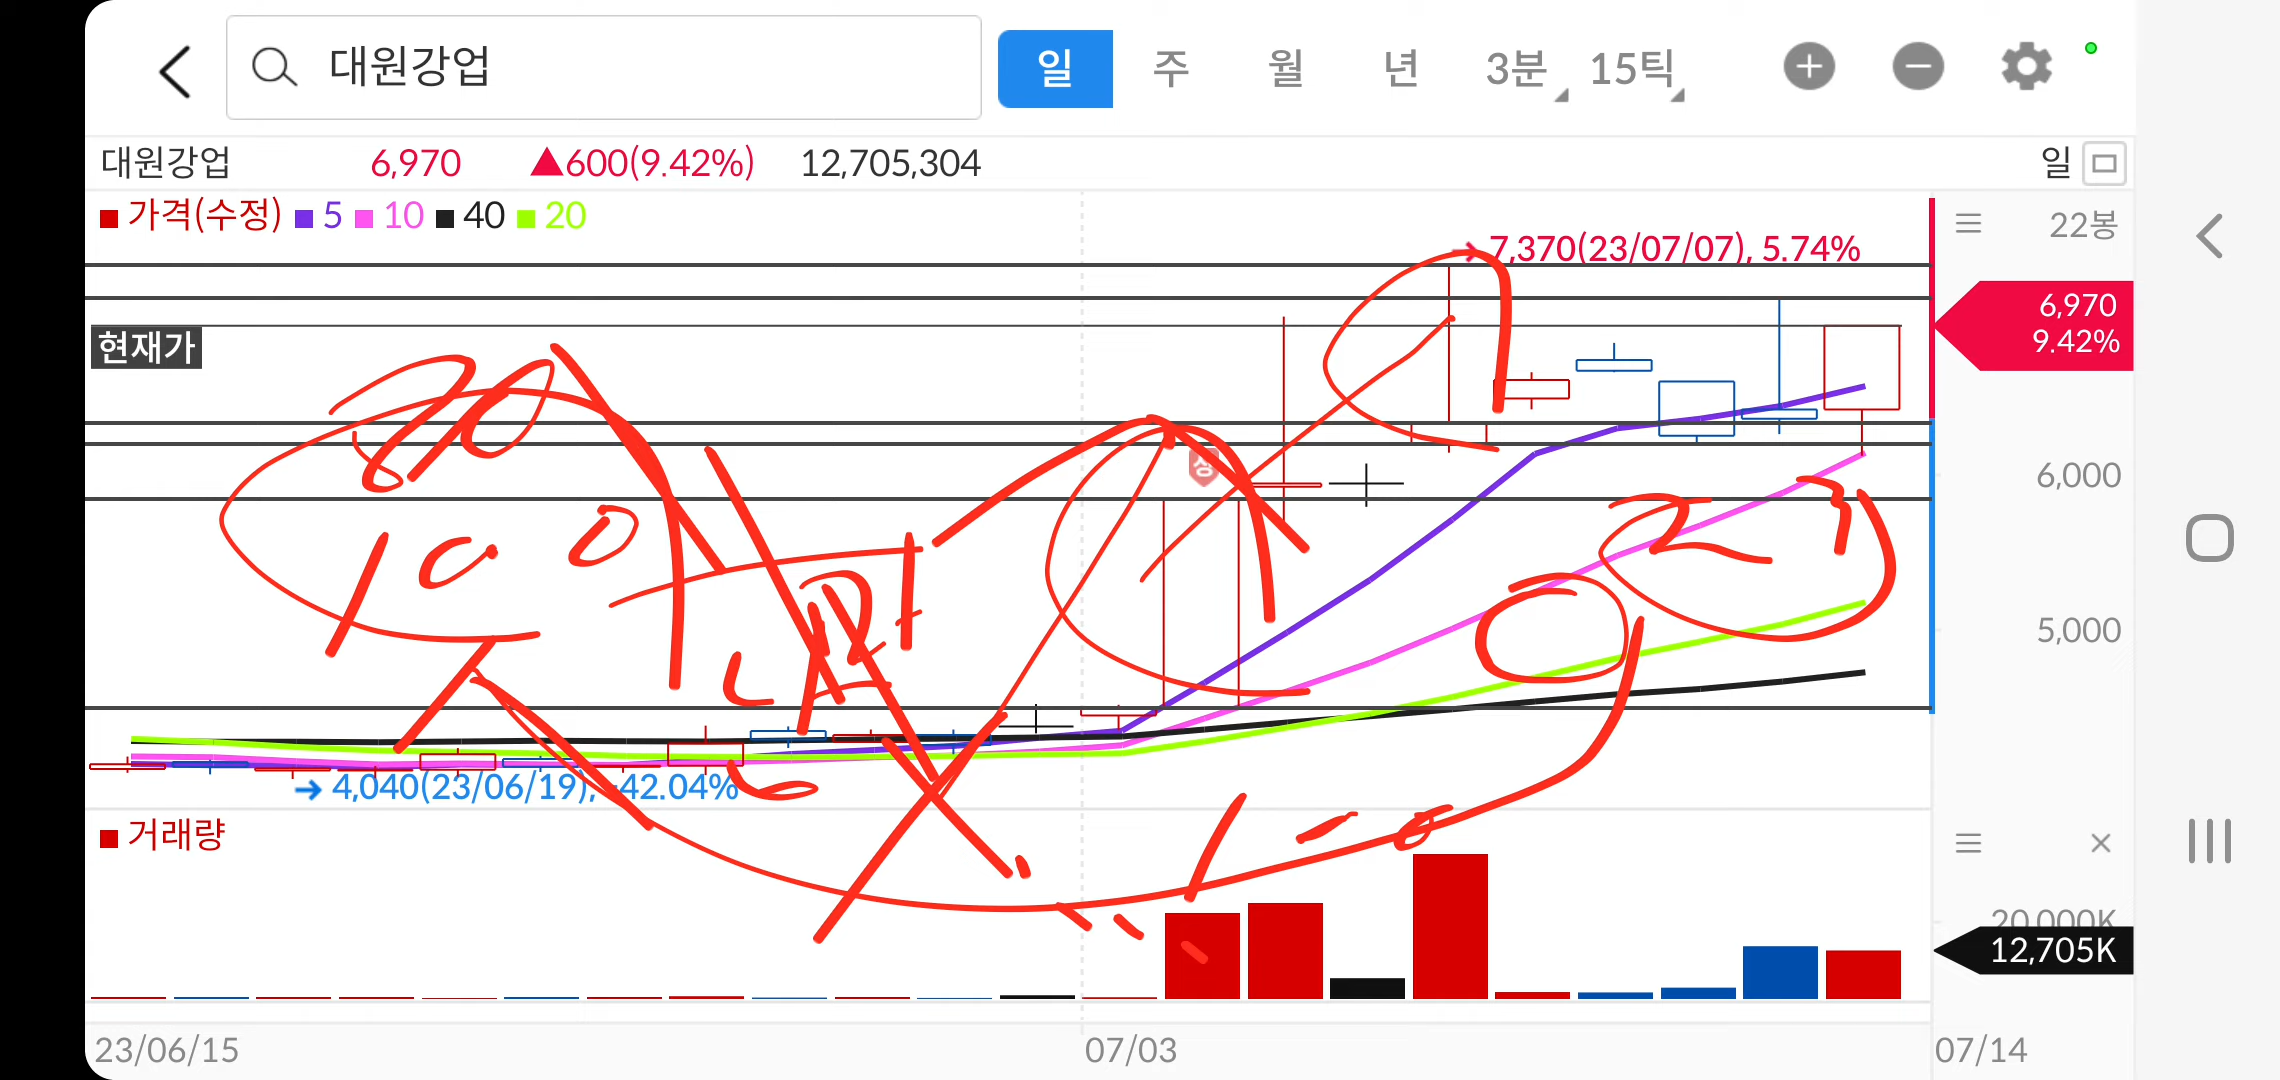 대원강업 일 주 월 년 3분 15틱
대원강업 6,970 ▲600(9.42%) 12,705,304 일
가격(수정) 5 10 40 20 22봉
7,370(23/07/07), 5.74%
6,970
현재가 9.42%
80
6,000
100
5,000
4,040(23/06/19), -42.04%
거래량
20,000K
12,705K
23/06/15 07/03 07/14